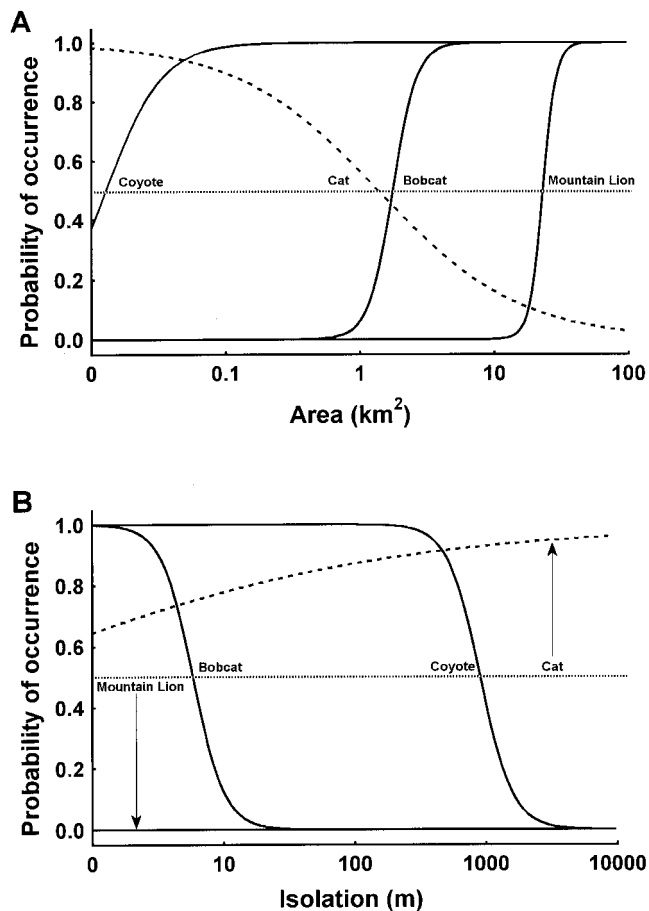 A
Probability of occurrence
1.0
0.8
0.6
0.4
0.2
0.0
Coyote
Cat
Bobcat
Mountain Lion
0
0.1
1
10
100
Area (km²)
B
Probability of occurrence
1.0
0.8
0.6
0.4
0.2
0.0
Bobcat
Coyote
Cat
Mountain Lion
0
10
100
1000
10000
Isolation (m)